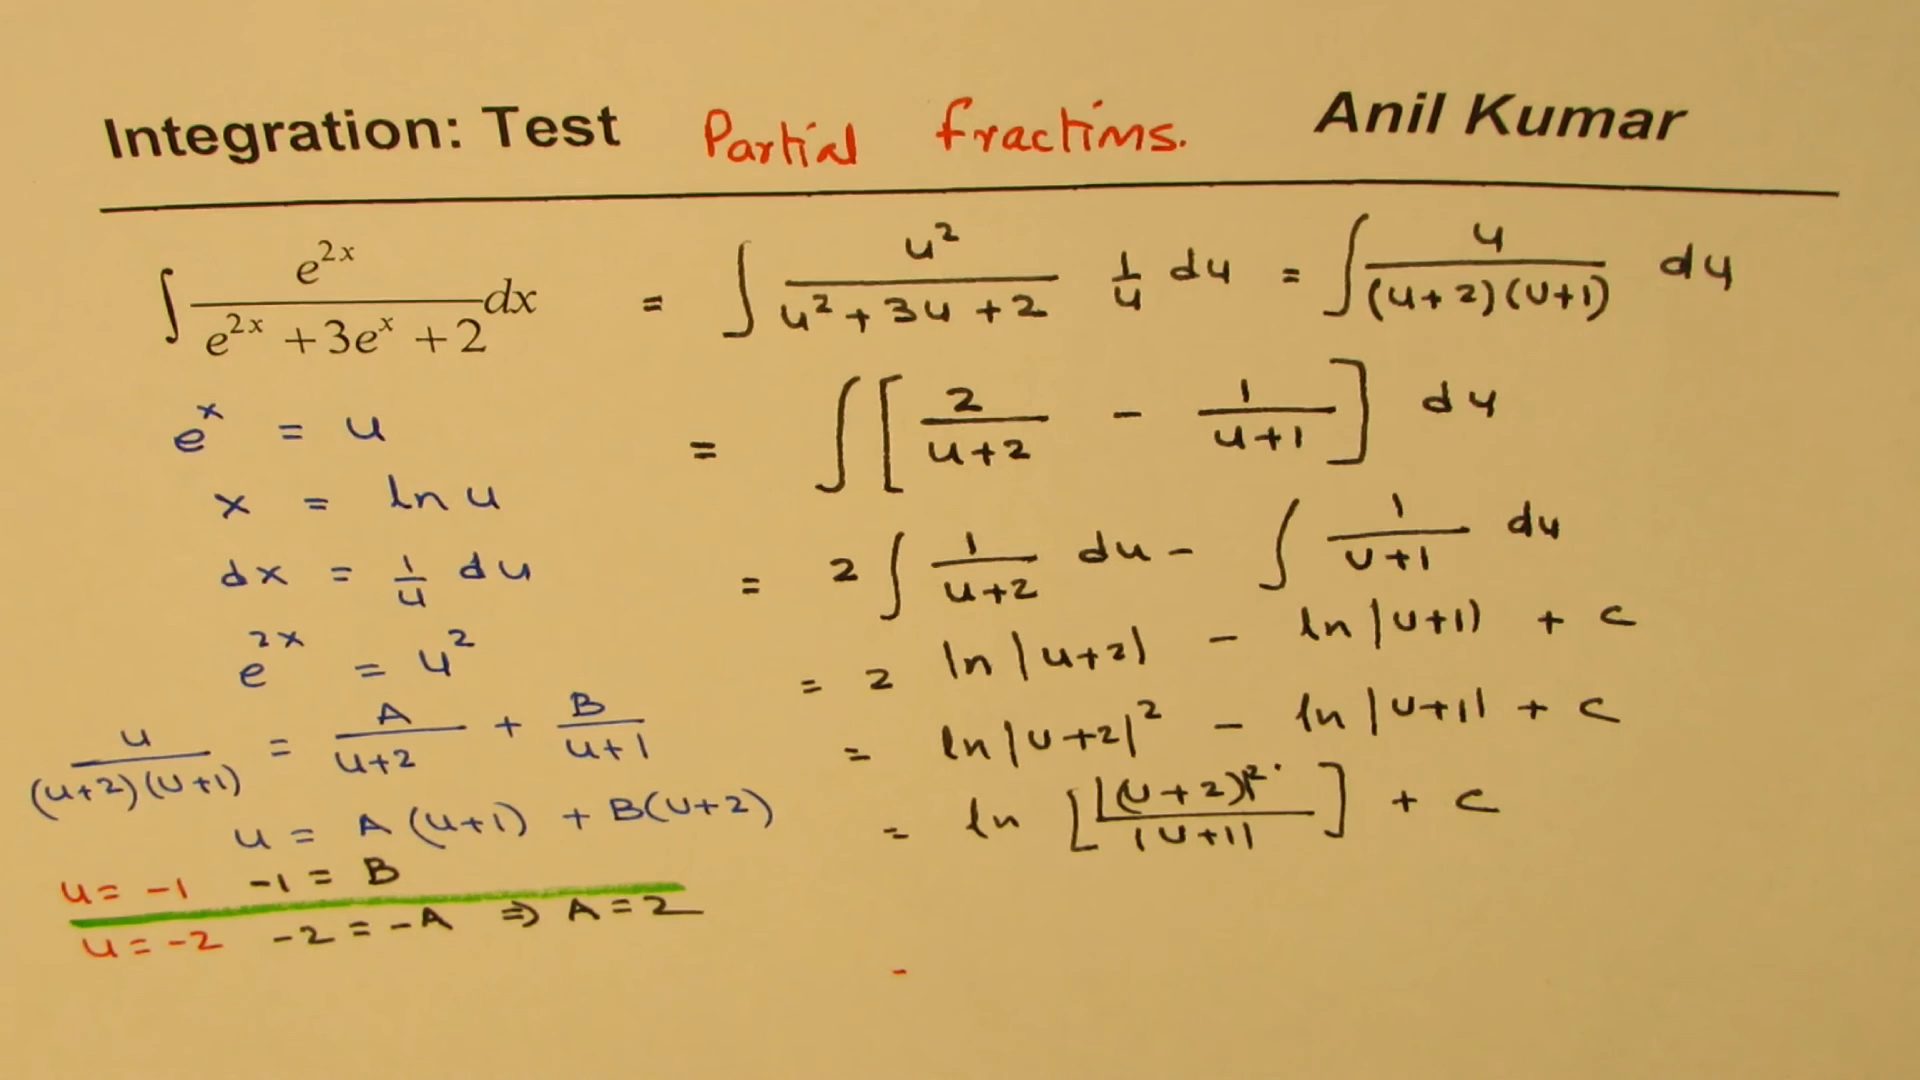 Integration: Test Partial fractions. Anil Kumar
∫ e^{2x} / (e^{2x} + 3e^x + 2) dx = ∫ u² / (u² + 3u + 2) 1/u du = ∫ u / ((u+2)(u+1)) du
e^x = u
= ∫ [ 2/(u+2) - 1/(u+1) ] du
x = ln u
dx = 1/u du
= 2 ∫ 1/(u+2) du - ∫ 1/(u+1) du
e^{2x} = u²
= 2 ln |u+2| - ln |u+1| + c
u / ((u+2)(u+1)) = A/(u+2) + B/(u+1)
= ln |u+2|² - ln |u+1| + c
u = A(u+1) + B(u+2)
= ln [ |(u+2)|² / |u+1| ] + c
u = -1 -1 = B
u = -2 -2 = -A ⇒ A = 2
-